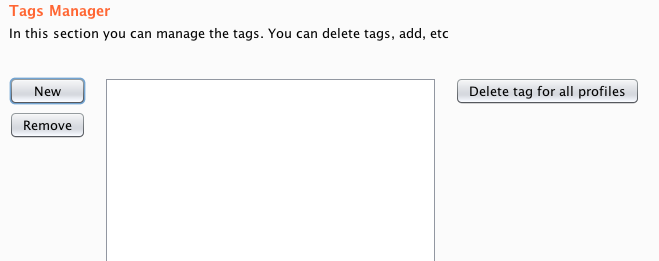 Tags Manager
In this section you can manage the tags. You can delete tags, add, etc
New
Delete tag for all profiles
Remove